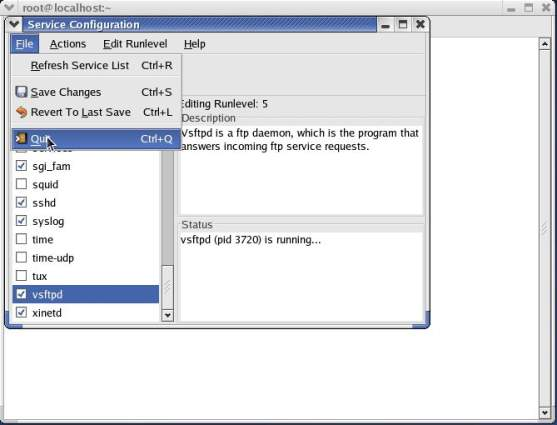 root@localhost:~
Service Configuration
File Actions Edit Runlevel Help
Refresh Service List Ctrl+R
Save Changes Ctrl+S
Revert To Last Save Ctrl+L
Quit Ctrl+Q
Editing Runlevel: 5
Description
Vsftpd is a ftp daemon, which is the program that
answers incoming ftp service requests.
sgi_fam
squid
sshd
syslog
time
time-udp
tux
vsftpd
xinetd
Status
vsftpd (pid 3720) is running...